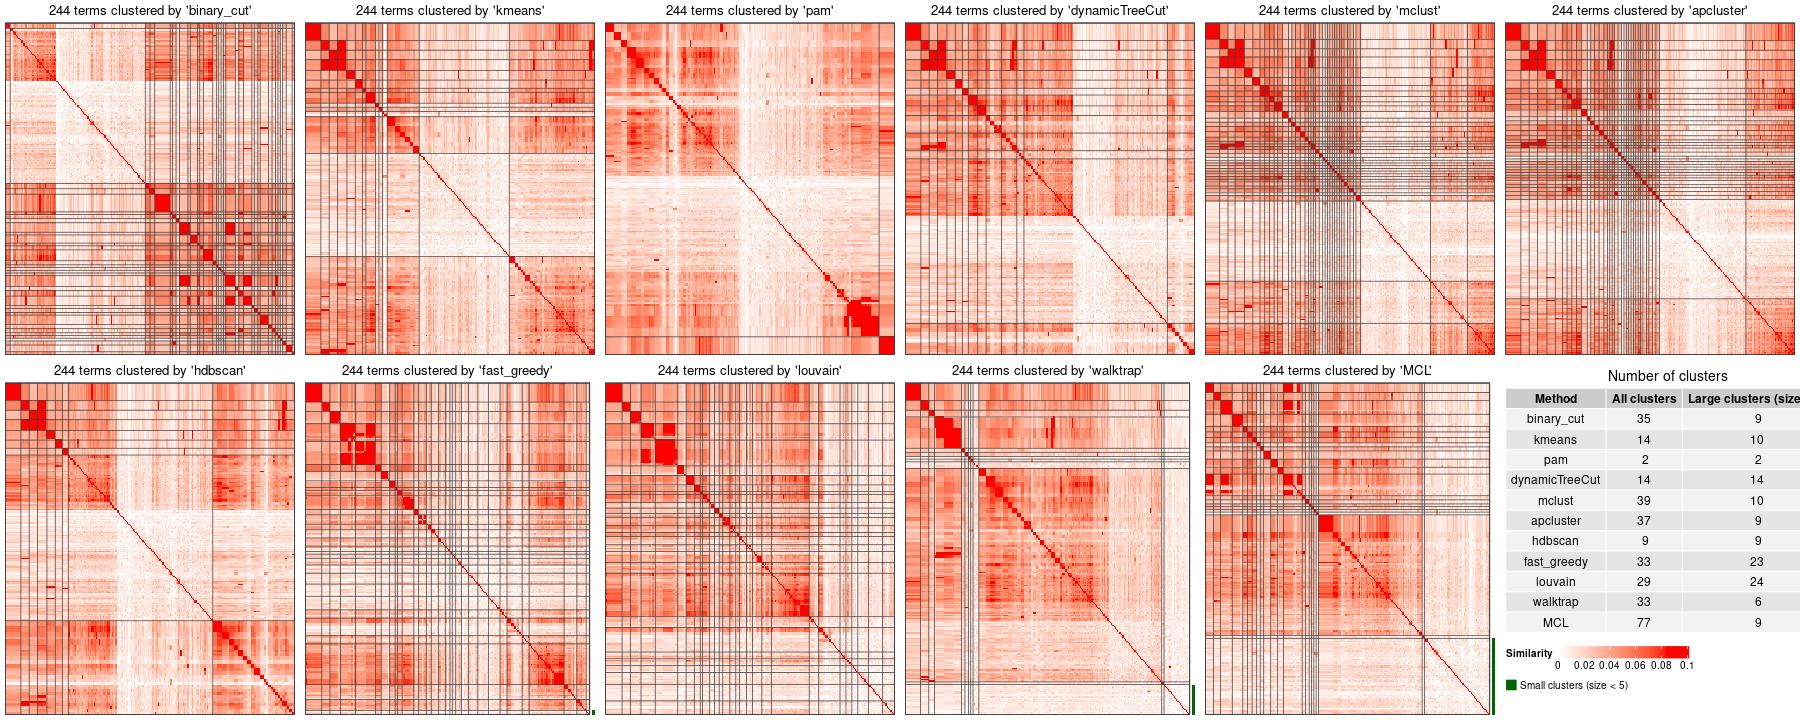 244 terms clustered by 'binary_cut'
244 terms clustered by 'kmeans'
244 terms clustered by 'pam'
244 terms clustered by 'dynamicTreeCut'
244 terms clustered by 'mclust'
244 terms clustered by 'apcluster'
244 terms clustered by 'hdbscan'
244 terms clustered by 'fast_greedy'
244 terms clustered by 'louvain'
244 terms clustered by 'walktrap'
244 terms clustered by 'MCL'
Number of clusters
Method All clusters Large clusters (size
binary_cut 35 9
kmeans 14 10
pam 2 2
dynamicTreeCut 14 14
mclust 39 10
apcluster 37 9
hdbscan 9 9
fast_greedy 33 23
louvain 29 24
walktrap 33 6
MCL 77 9
Similarity
0 0.02 0.04 0.06 0.08 0.1
Small clusters (size < 5)